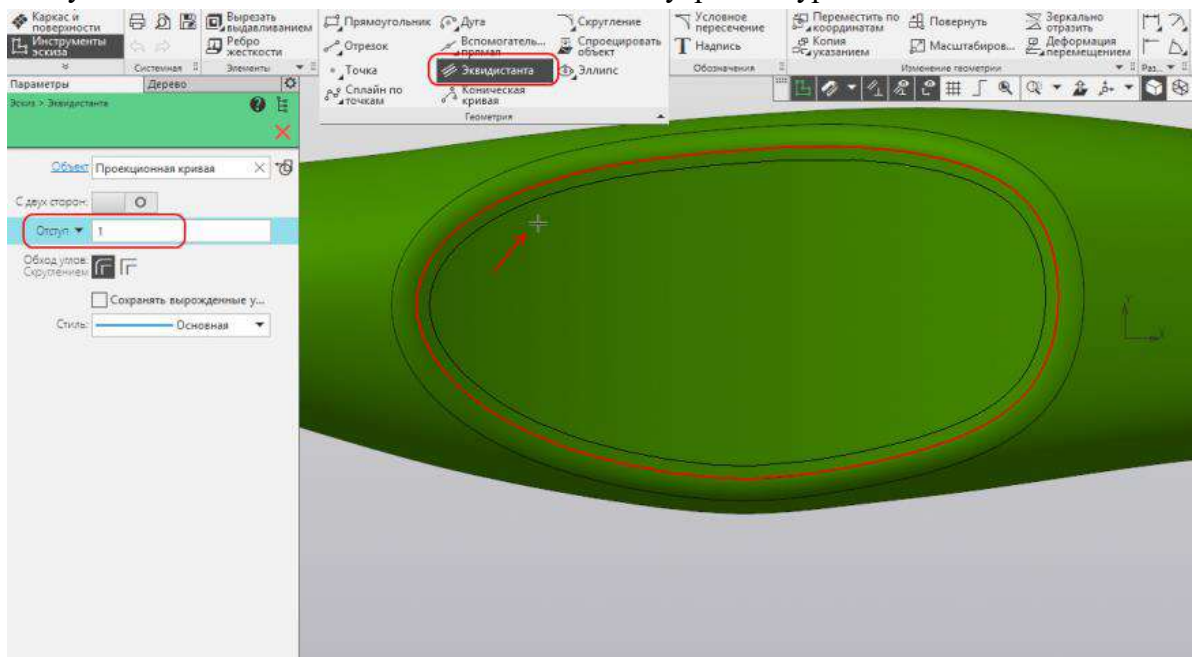 Каркас и поверхности
Инструменты эскиза
Системная
Вырезать выдавливанием
Ребро жесткости
Элементы
Прямоугольник
Отрезок
Точка
Сплайн по точкам
Дуга
Вспомогатель... прямая
Эквидистанта
Коническая кривая
Скругление
Спроецировать объект
Эллипс
Геометрия
Условное пересечение
Надпись
Обозначения
Переместить по координатам
Копия указанием
Повернуть
Масштабиров...
Зеркально отразить
Деформация перемещением
Изменение геометрии
Раз...
Параметры
Дерево
Эскиз > Эквидистанта
Объект
Проекционная кривая
С двух сторон:
Отступ
1
Обход углов:
Скруглением
Сохранять вырожденные у...
Стиль:
Основная
Y
X